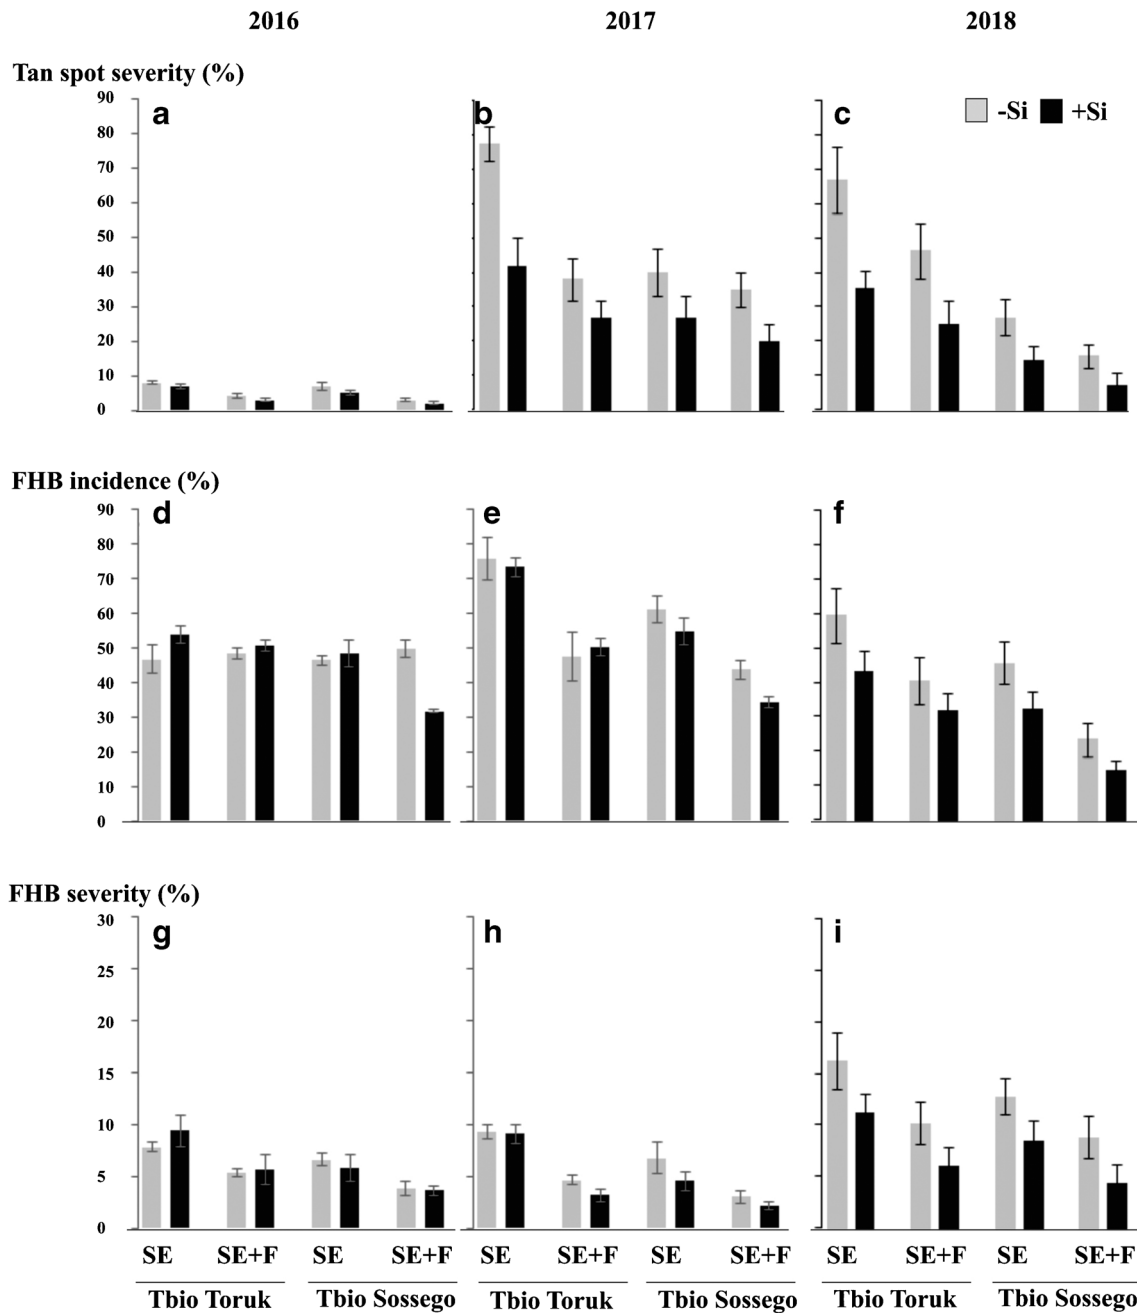 2016 2017 2018
Tan spot severity (%)
90
80
70
60
50
40
30
20
10
0
a
b
c
-Si +Si
FHB incidence (%)
90
80
70
60
50
40
30
20
10
0
d
e
f
FHB severity (%)
30
25
20
15
10
5
0
g
h
i
SE SE+F SE SE+F SE SE+F SE SE+F SE SE+F SE SE+F
Tbio Toruk Tbio Sossego Tbio Toruk Tbio Sossego Tbio Toruk Tbio Sossego